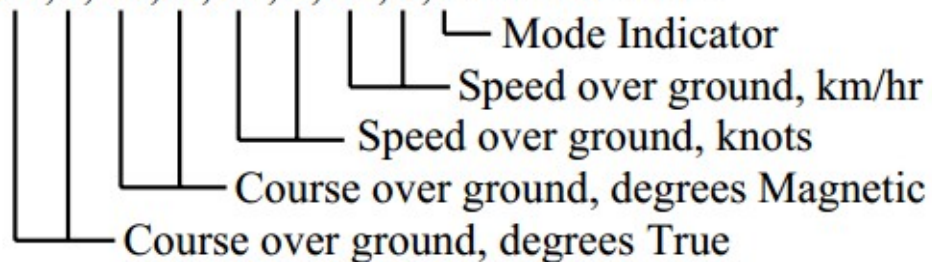 Mode Indicator
Speed over ground, km/hr
Speed over ground, knots
Course over ground, degrees Magnetic
Course over ground, degrees True